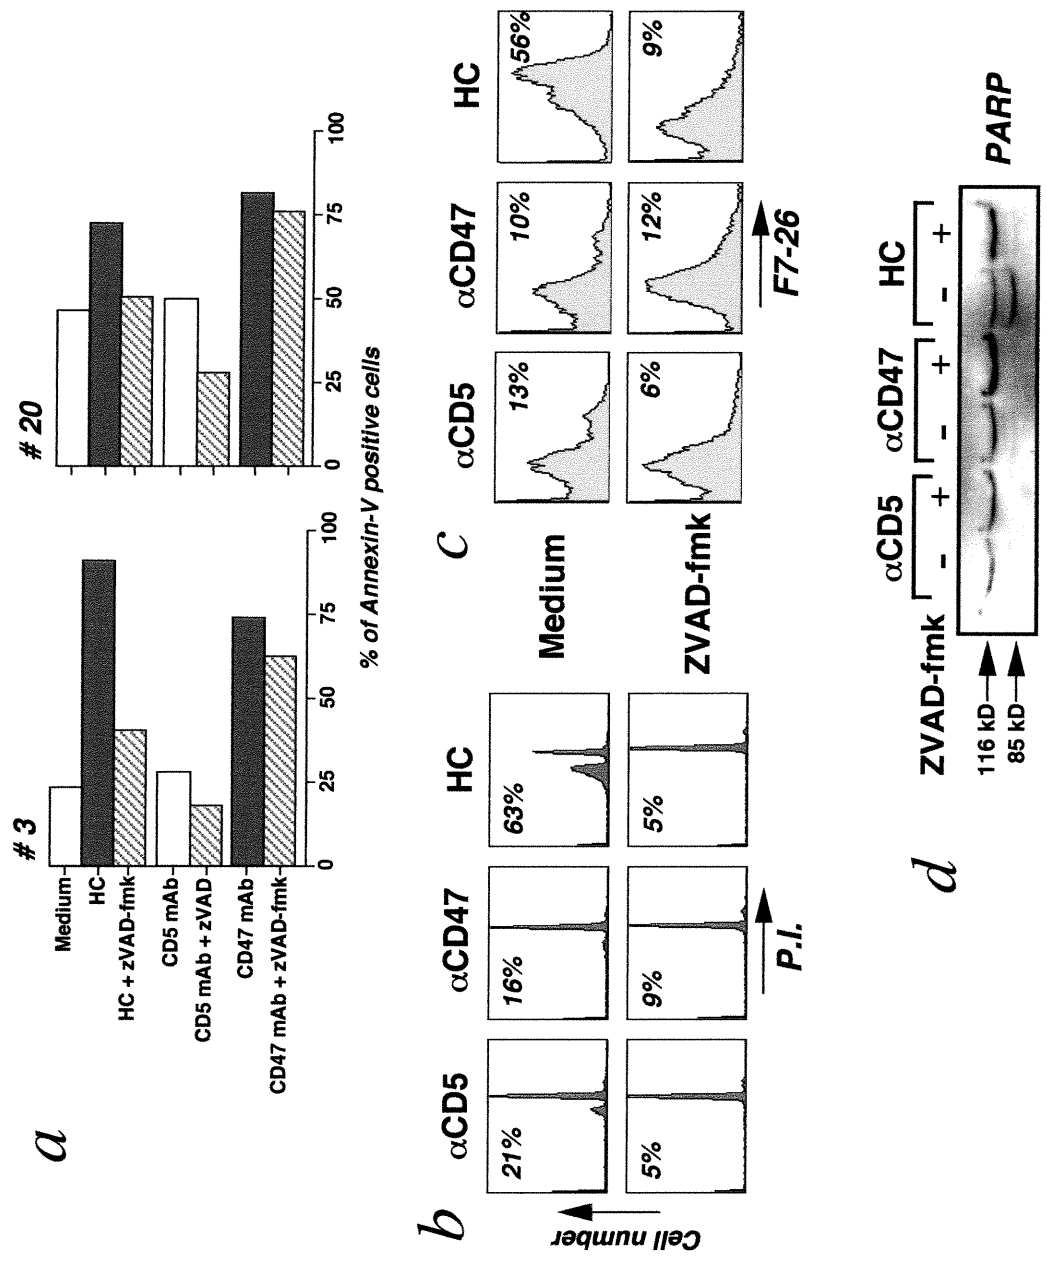 a
# 3
# 20
Medium
HC
HC + zVAD-fmk
CD5 mAb
CD5 mAb + zVAD
CD47 mAb
CD47 mAb + zVAD-fmk
0 25 50 75 100
0 25 50 75 100
% of Annexin-V positive cells
b
αCD5 αCD47 HC
21% 16% 63%
5% 9% 5%
Cell number
P.I.
Medium
ZVAD-fmk
c
αCD5 αCD47 HC
13% 10% 56%
6% 12% 9%
F7-26
d
αCD5 αCD47 HC
ZVAD-fmk - + - + - +
116 kD
85 kD
PARP